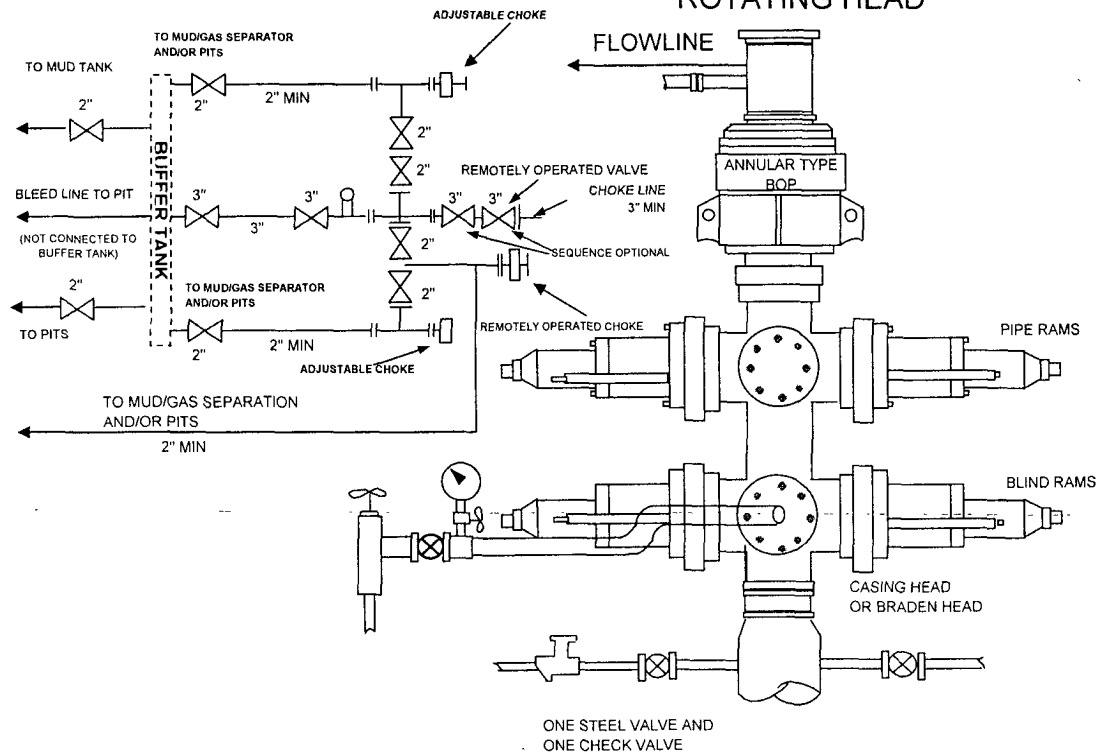 ROTATING HEAD
ADJUSTABLE CHOKE
TO MUD/GAS SEPARATOR
AND/OR PITS
FLOWLINE
TO MUD TANK
2"
2"
2" MIN
2"
BUFFER TANK
ANNULAR TYPE
BOP
2"
REMOTELY OPERATED VALVE
CHOKE LINE
3" MIN
BLEED LINE TO PIT
3"
3"
3"
3"
3"
(NOT CONNECTED TO
BUFFER TANK)
2"
SEQUENCE OPTIONAL
2"
TO MUD/GAS SEPARATOR
AND/OR PITS
2"
TO PITS
2"
2" MIN
REMOTELY OPERATED CHOKE
PIPE RAMS
ADJUSTABLE CHOKE
TO MUD/GAS SEPARATION
AND/OR PITS
2" MIN
BLIND RAMS
CASING HEAD
OR BRADEN HEAD
ONE STEEL VALVE AND
ONE CHECK VALVE